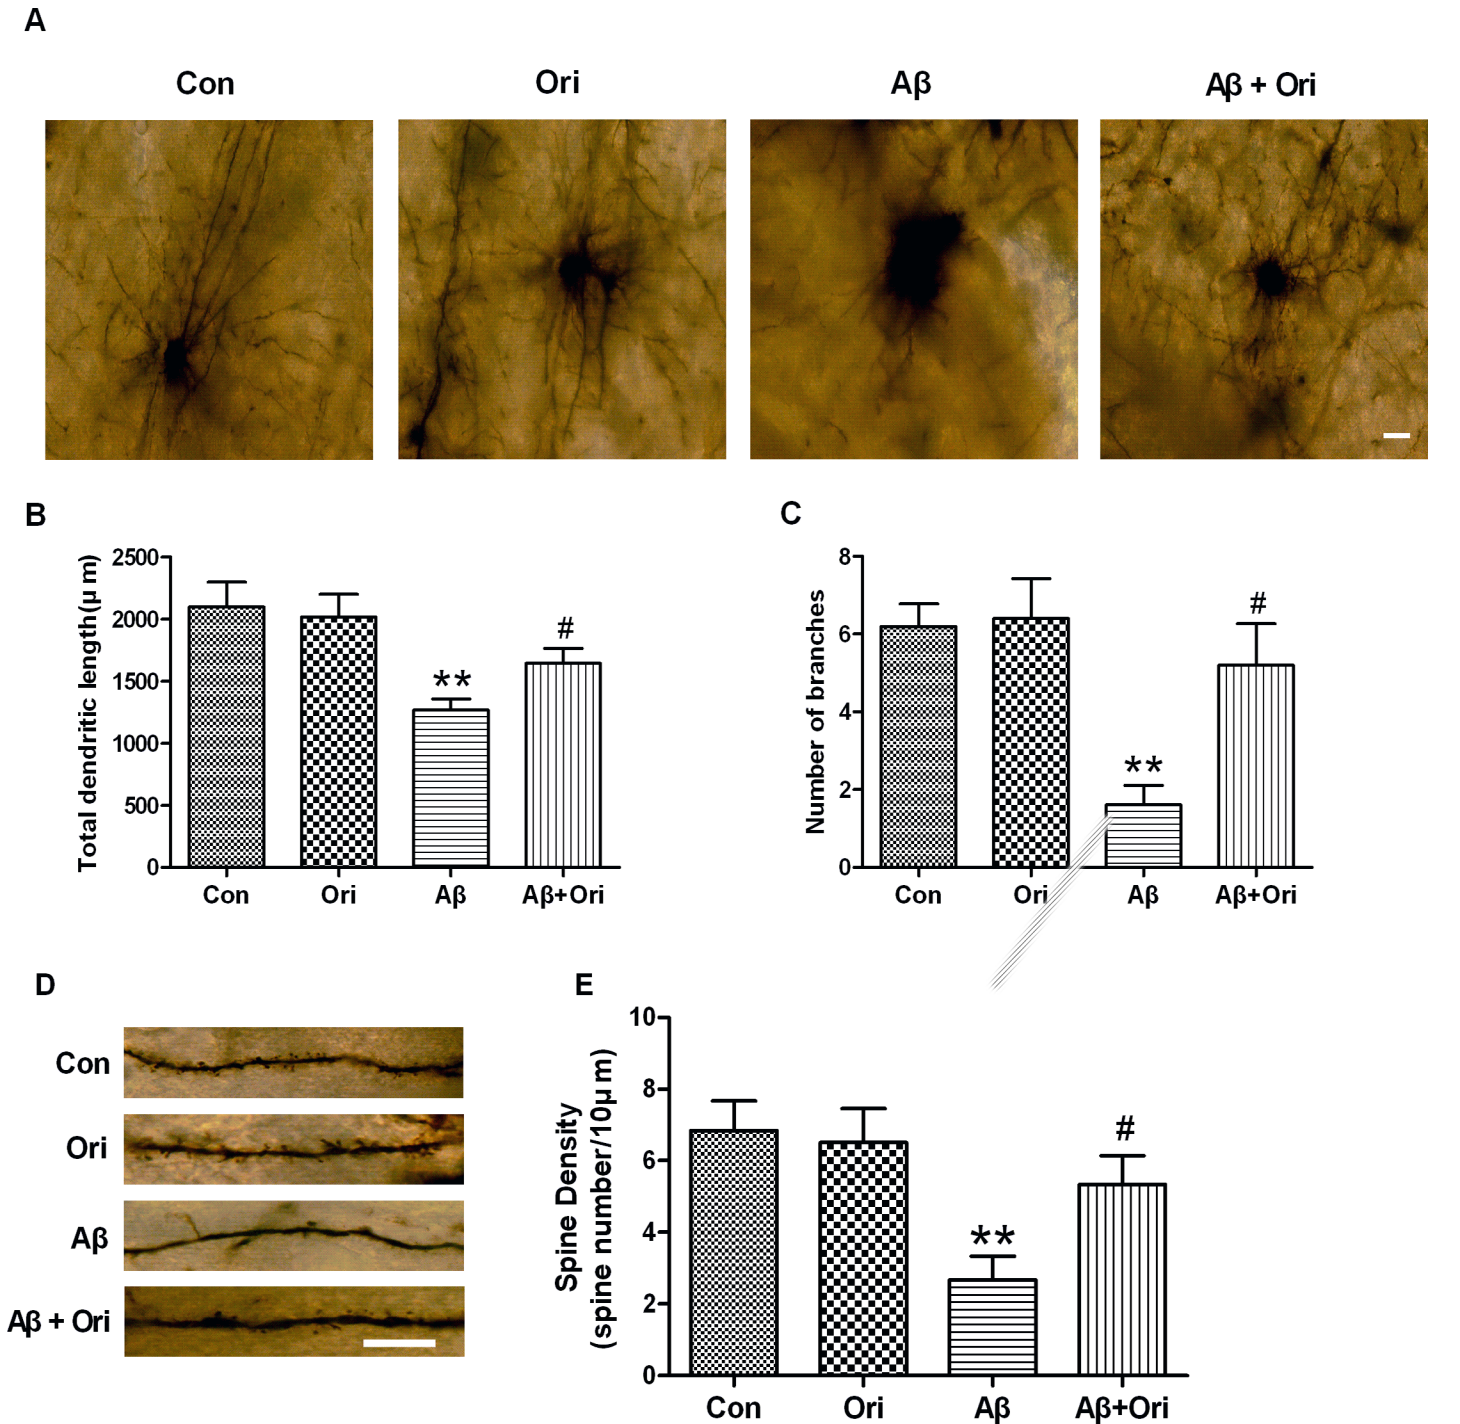 A
Con
Ori
Aβ
Aβ + Ori
B
Total dendritic length(μ m)
2500
2000
1500
1000
500
0
**
#
Con
Ori
Aβ
Aβ+Ori
C
Number of branches
8
6
4
2
0
**
#
Con
Ori
Aβ
Aβ+Ori
D
Con
Ori
Aβ
Aβ + Ori
E
Spine Density
(spine number/10μ m)
10
8
6
4
2
0
**
#
Con
Ori
Aβ
Aβ+Ori